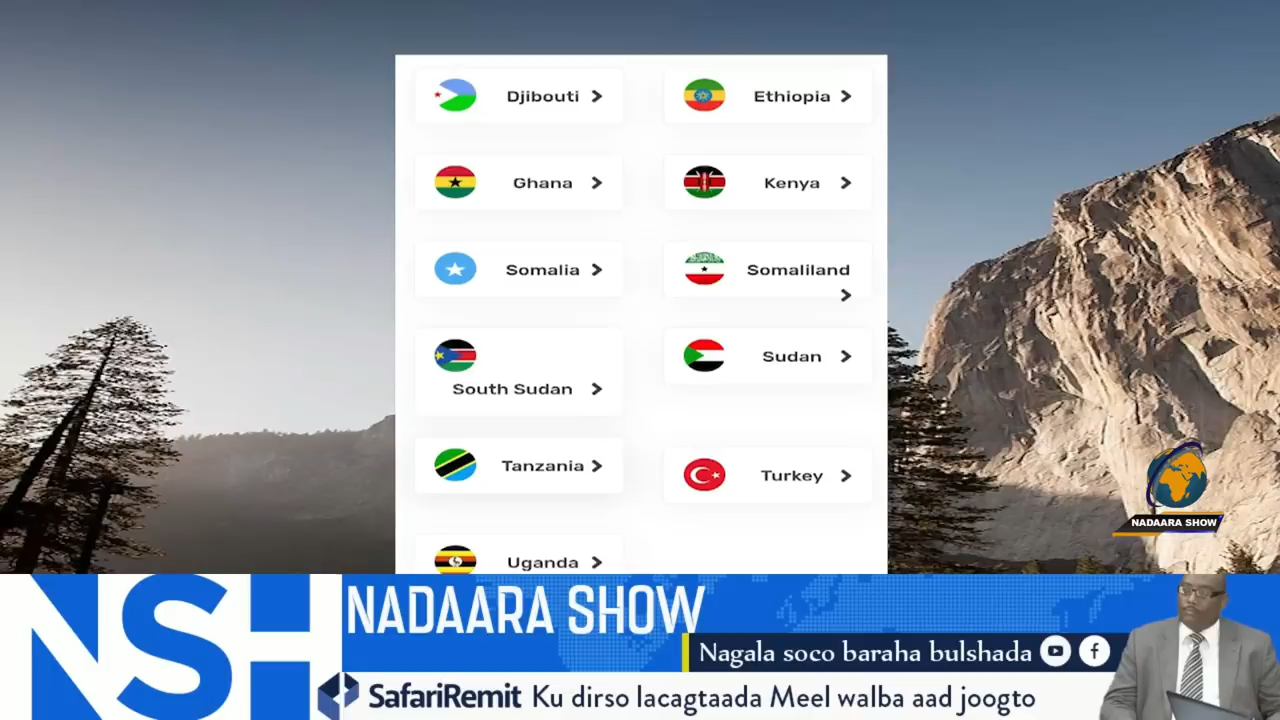 Djibouti
Ethiopia
Ghana
Kenya
Somalia
Somaliland
South Sudan
Sudan
Tanzania
Turkey
Uganda
NADAARA SHOW
NSH
NADAARA SHOW
Nagala soco baraha bulshada
SafariRemit Ku dirso lacagtaada Meel walba aad joogto